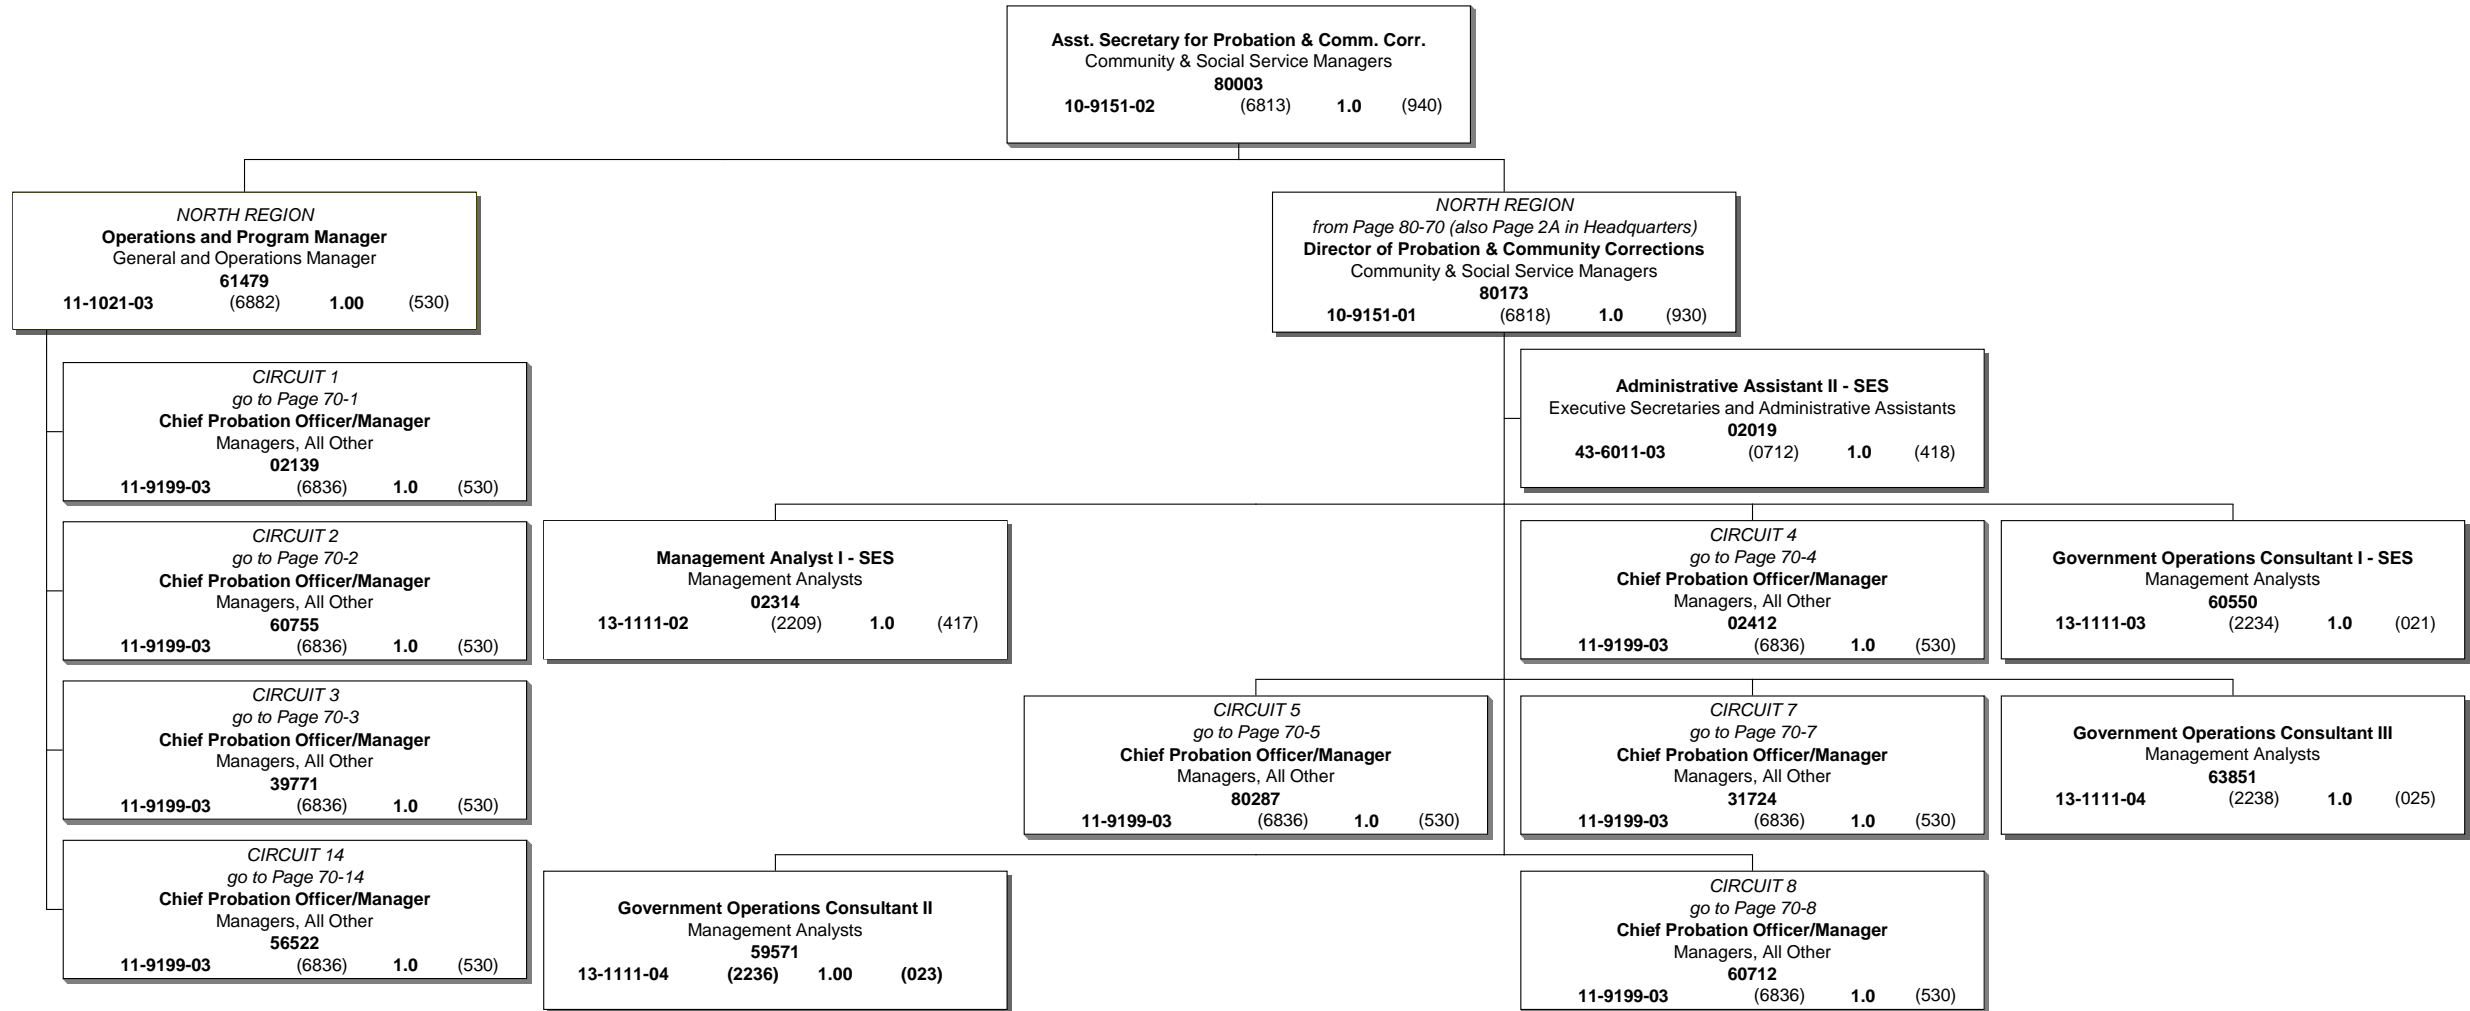 Asst. Secretary for Probation & Comm. Corr.
Community & Social Service Managers
80003
10-9151-02 (6813) 1.0 (940)
NORTH REGION
Operations and Program Manager
General and Operations Manager
61479
11-1021-03 (6882) 1.00 (530)
NORTH REGION
from Page 80-70 (also Page 2A in Headquarters)
Director of Probation & Community Corrections
Community & Social Service Managers
80173
10-9151-01 (6818) 1.0 (930)
CIRCUIT 1
go to Page 70-1
Chief Probation Officer/Manager
Managers, All Other
02139
11-9199-03 (6836) 1.0 (530)
CIRCUIT 2
go to Page 70-2
Chief Probation Officer/Manager
Managers, All Other
60755
11-9199-03 (6836) 1.0 (530)
CIRCUIT 3
go to Page 70-3
Chief Probation Officer/Manager
Managers, All Other
39771
11-9199-03 (6836) 1.0 (530)
CIRCUIT 14
go to Page 70-14
Chief Probation Officer/Manager
Managers, All Other
56522
11-9199-03 (6836) 1.0 (530)
Administrative Assistant II - SES
Executive Secretaries and Administrative Assistants
02019
43-6011-03 (0712) 1.0 (418)
Management Analyst I - SES
Management Analysts
02314
13-1111-02 (2209) 1.0 (417)
CIRCUIT 4
go to Page 70-4
Chief Probation Officer/Manager
Managers, All Other
02412
11-9199-03 (6836) 1.0 (530)
Government Operations Consultant I - SES
Management Analysts
60550
13-1111-03 (2234) 1.0 (021)
CIRCUIT 5
go to Page 70-5
Chief Probation Officer/Manager
Managers, All Other
80287
11-9199-03 (6836) 1.0 (530)
CIRCUIT 7
go to Page 70-7
Chief Probation Officer/Manager
Managers, All Other
31724
11-9199-03 (6836) 1.0 (530)
Government Operations Consultant III
Management Analysts
63851
13-1111-04 (2238) 1.0 (025)
Government Operations Consultant II
Management Analysts
59571
13-1111-04 (2236) 1.00 (023)
CIRCUIT 8
go to Page 70-8
Chief Probation Officer/Manager
Managers, All Other
60712
11-9199-03 (6836) 1.0 (530)